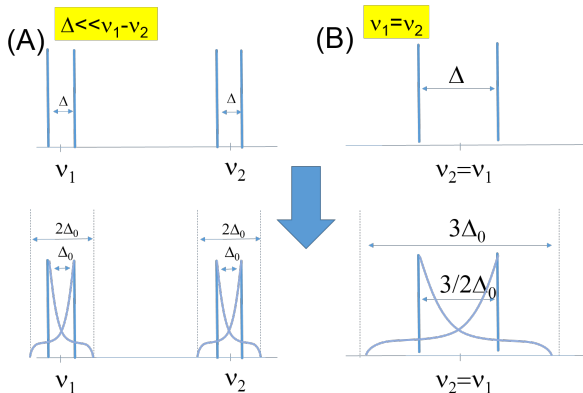 (A)
Δ<<ν₁-ν₂
Δ
Δ
ν₁
ν₂
(B)
ν₁=ν₂
Δ
ν₂=ν₁
2Δ₀
Δ₀
2Δ₀
Δ₀
ν₁
ν₂
3Δ₀
3/2Δ₀
ν₂=ν₁